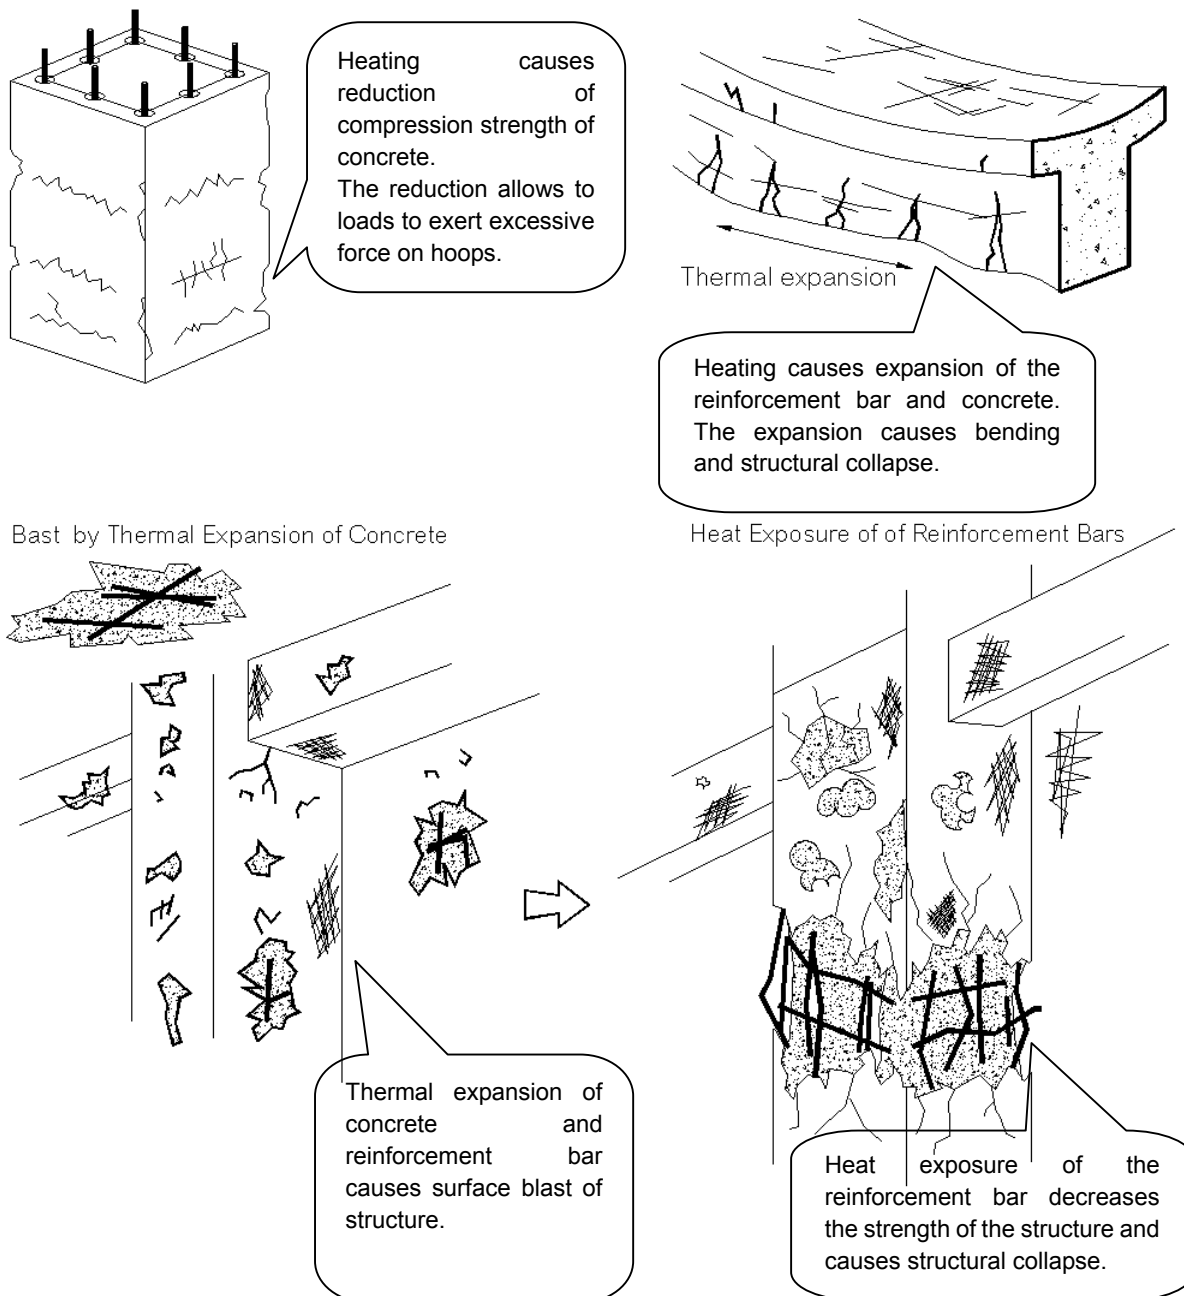 Heating causes
reduction of
compression strength of
concrete.
The reduction allows to
loads to exert excessive
force on hoops.
Thermal expansion
Heating causes expansion of the
reinforcement bar and concrete.
The expansion causes bending
and structural collapse.
Bast by Thermal Expansion of Concrete
Heat Exposure of of Reinforcement Bars
Thermal expansion of
concrete and
reinforcement bar
causes surface blast of
structure.
Heat exposure of the
reinforcement bar decreases
the strength of the structure and
causes structural collapse.